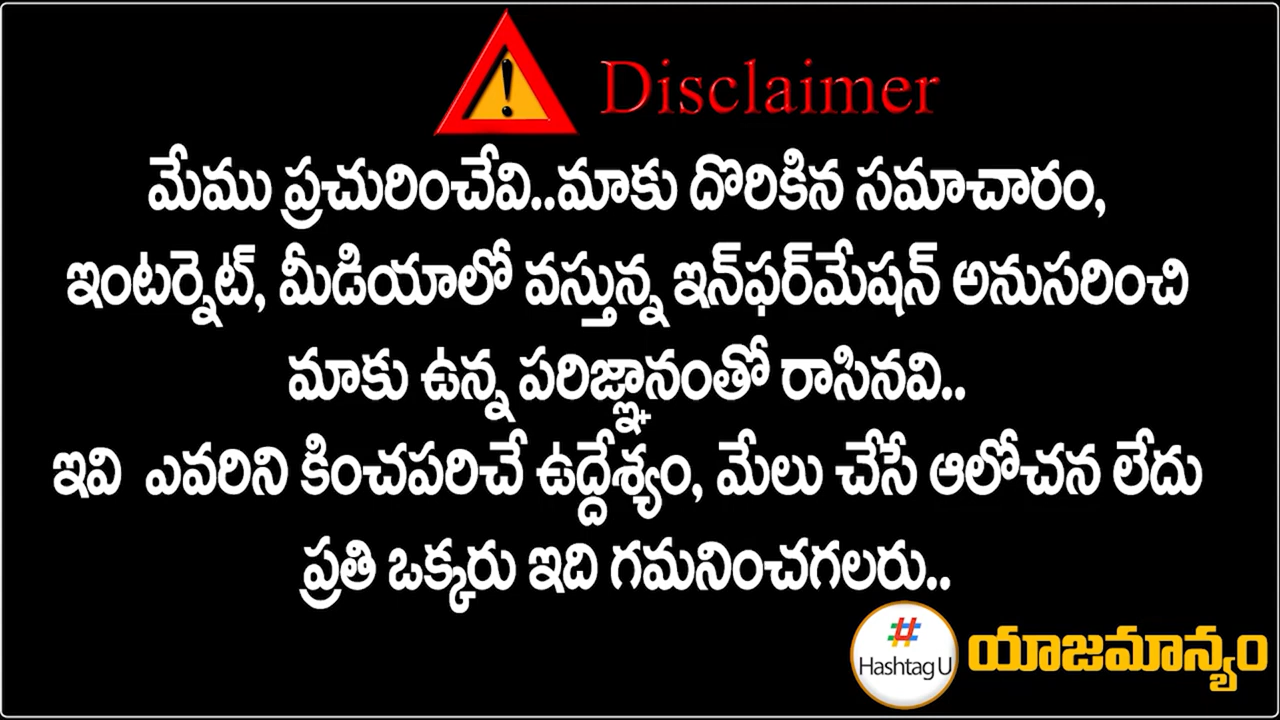 Disclaimer
మేము ప్రచురించేవి..మాకు దొరికిన సమాచారం,
ఇంటర్నెట్, మీడియాలో వస్తున్న ఇన్‌ఫర్‌మేషన్ అనుసరించి
మాకు ఉన్న పరిజ్ఞానంతో రాసినవి..
ఇవి ఎవరిని కించపరిచే ఉద్దేశ్యం, మేలు చేసే ఆలోచన లేదు
ప్రతి ఒక్కరు ఇది గమనించగలరు..
# Hashtag U యాజమాన్యం